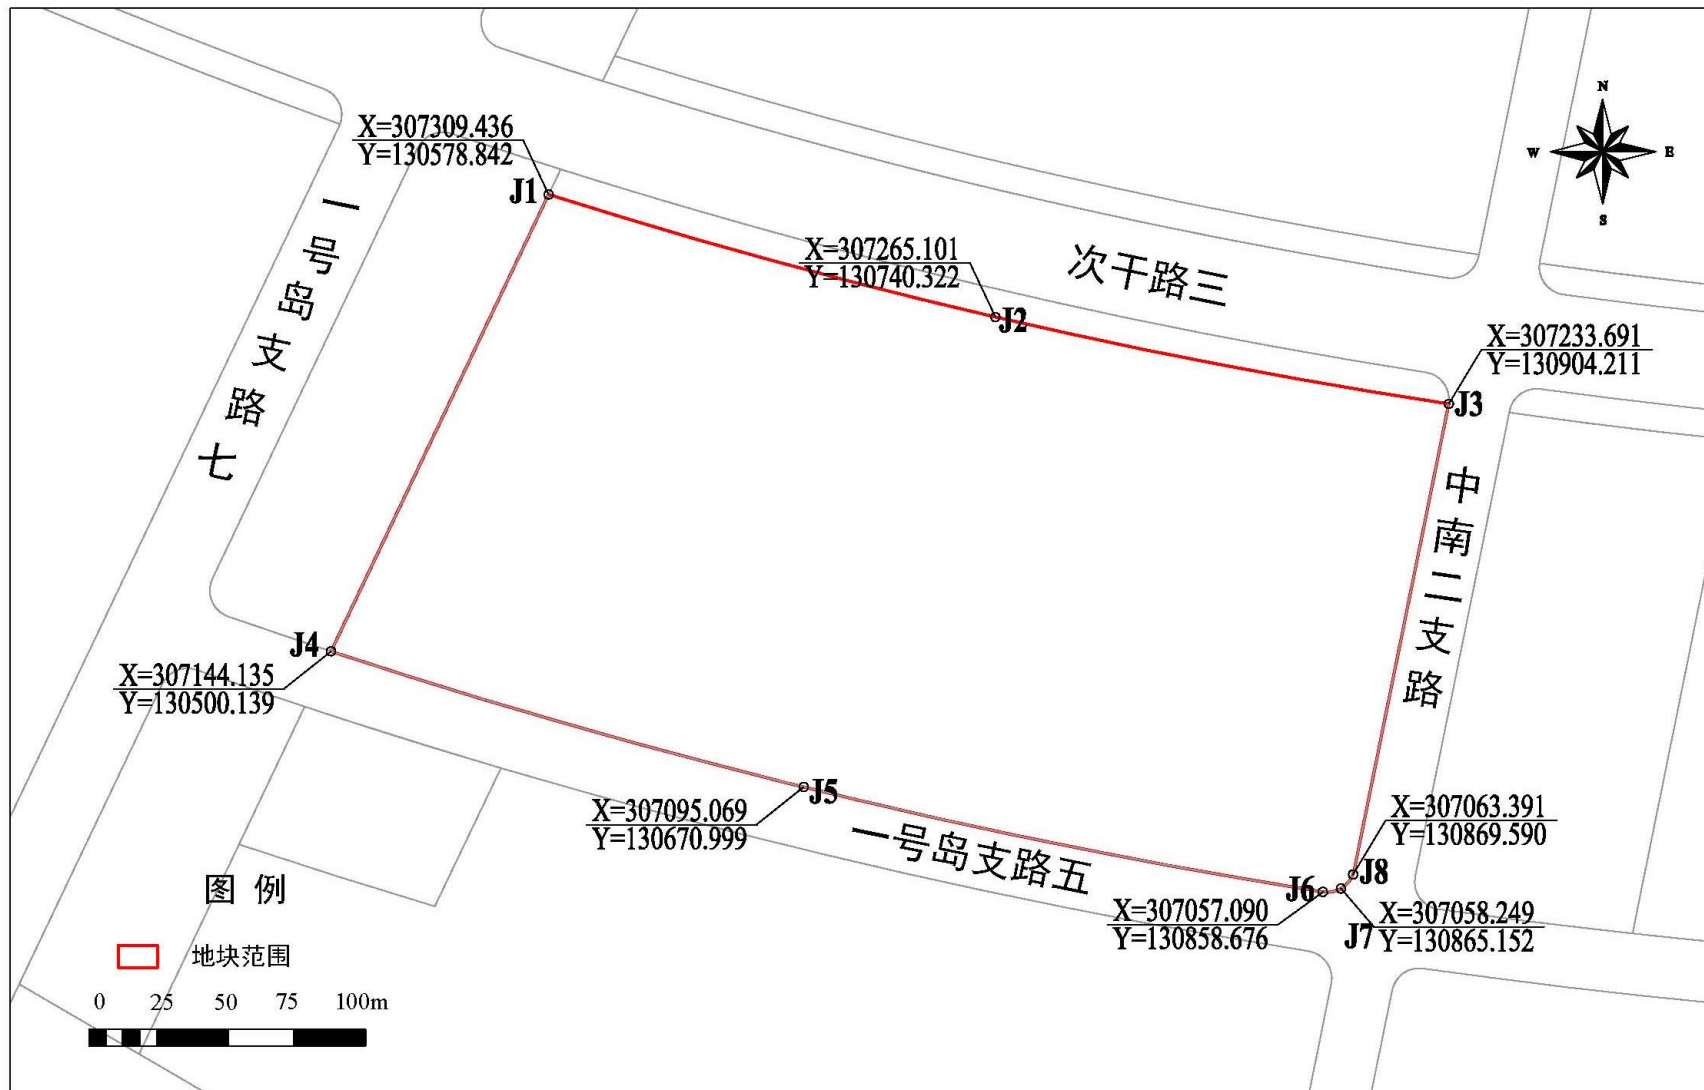 N
W
E
S
X=307309.436
Y=130578.842
J1
一号岛支路七
X=307265.101
Y=130740.322
J2
次干路三
X=307233.691
Y=130904.211
J3
中南二支路
J4
X=307144.135
Y=130500.139
J5
X=307095.069
Y=130670.999
一号岛支路五
X=307063.391
Y=130869.590
J8
J6
X=307057.090
Y=130858.676
J7
X=307058.249
Y=130865.152
图 例
地块范围
0 25 50 75 100m